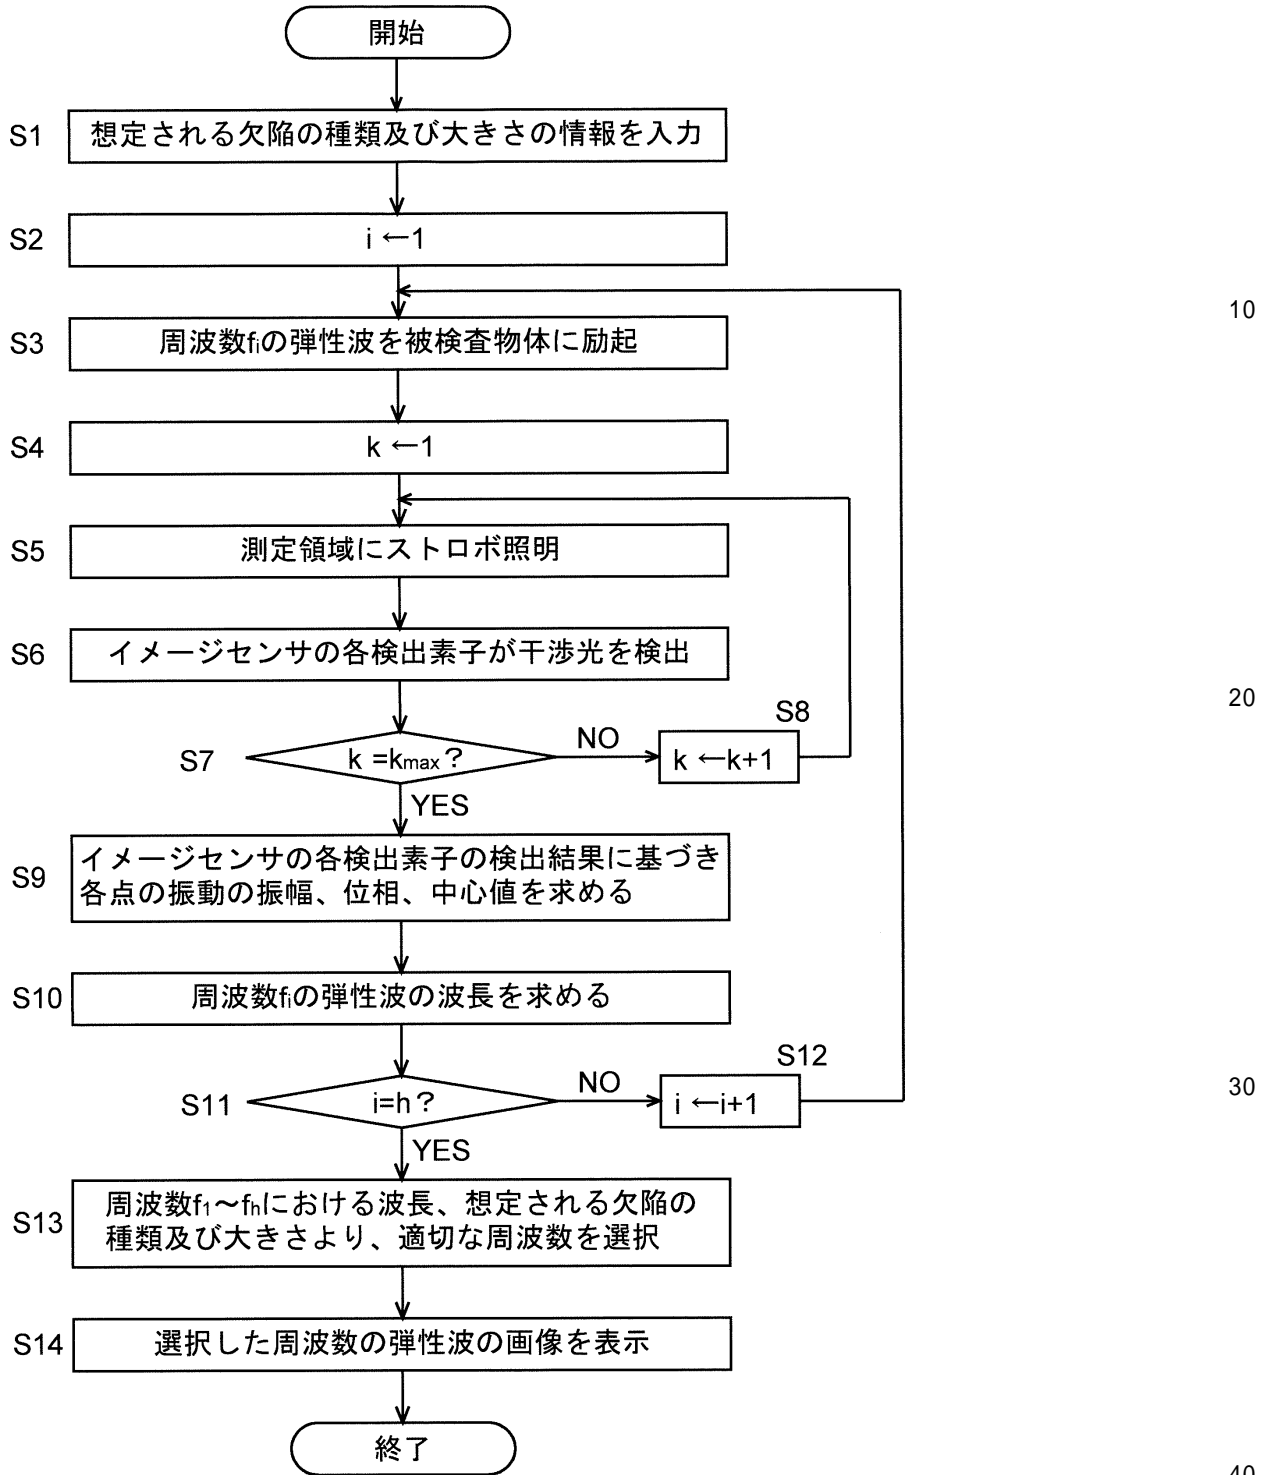 開始
S1
想定される欠陥の種類及び大きさの情報を入力
S2
i ←1
10
S3
周波数fiの弾性波を被検査物体に励起
S4
k ←1
S5
測定領域にストロボ照明
S6
イメージセンサの各検出素子が干渉光を検出
20
S7
k =kmax？
NO
S8
k ←k+1
YES
S9
イメージセンサの各検出素子の検出結果に基づき
各点の振動の振幅、位相、中心値を求める
S10
周波数fiの弾性波の波長を求める
S11
i=h？
NO
S12
i ←i+1
30
YES
S13
周波数f1～fhにおける波長、想定される欠陥の
種類及び大きさより、適切な周波数を選択
S14
選択した周波数の弾性波の画像を表示
終了
40